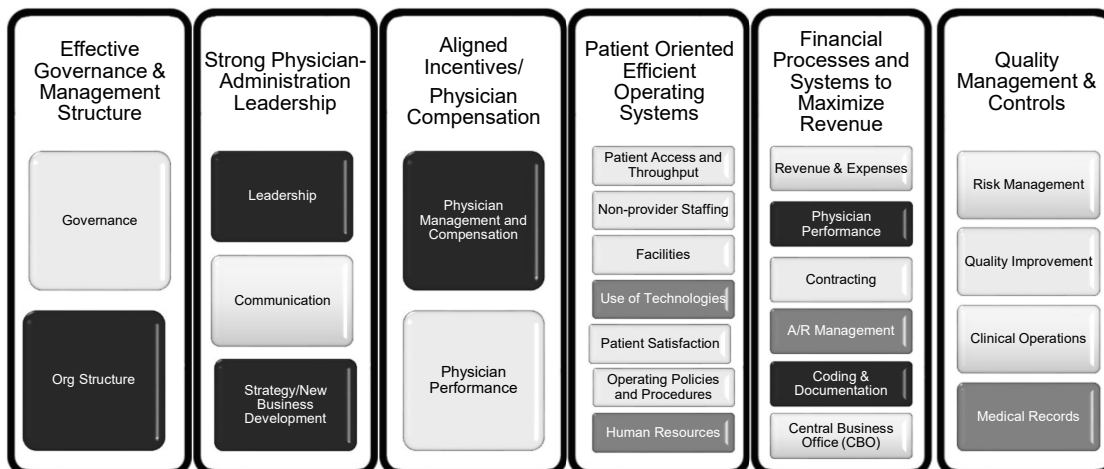 Effective
Governance &
Management
Structure
Governance
Org Structure
Strong Physician-
Administration
Leadership
Leadership
Communication
Strategy/New
Business
Development
Aligned
Incentives/
Physician
Compensation
Physician
Management and
Compensation
Physician
Performance
Patient Oriented
Efficient
Operating
Systems
Patient Access and
Throughput
Non-provider Staffing
Facilities
Use of Technologies
Patient Satisfaction
Operating Policies
and Procedures
Human Resources
Financial
Processes and
Systems to
Maximize
Revenue
Revenue & Expenses
Physician
Performance
Contracting
A/R Management
Coding &
Documentation
Central Business
Office (CBO)
Quality
Management &
Controls
Risk Management
Quality Improvement
Clinical Operations
Medical Records